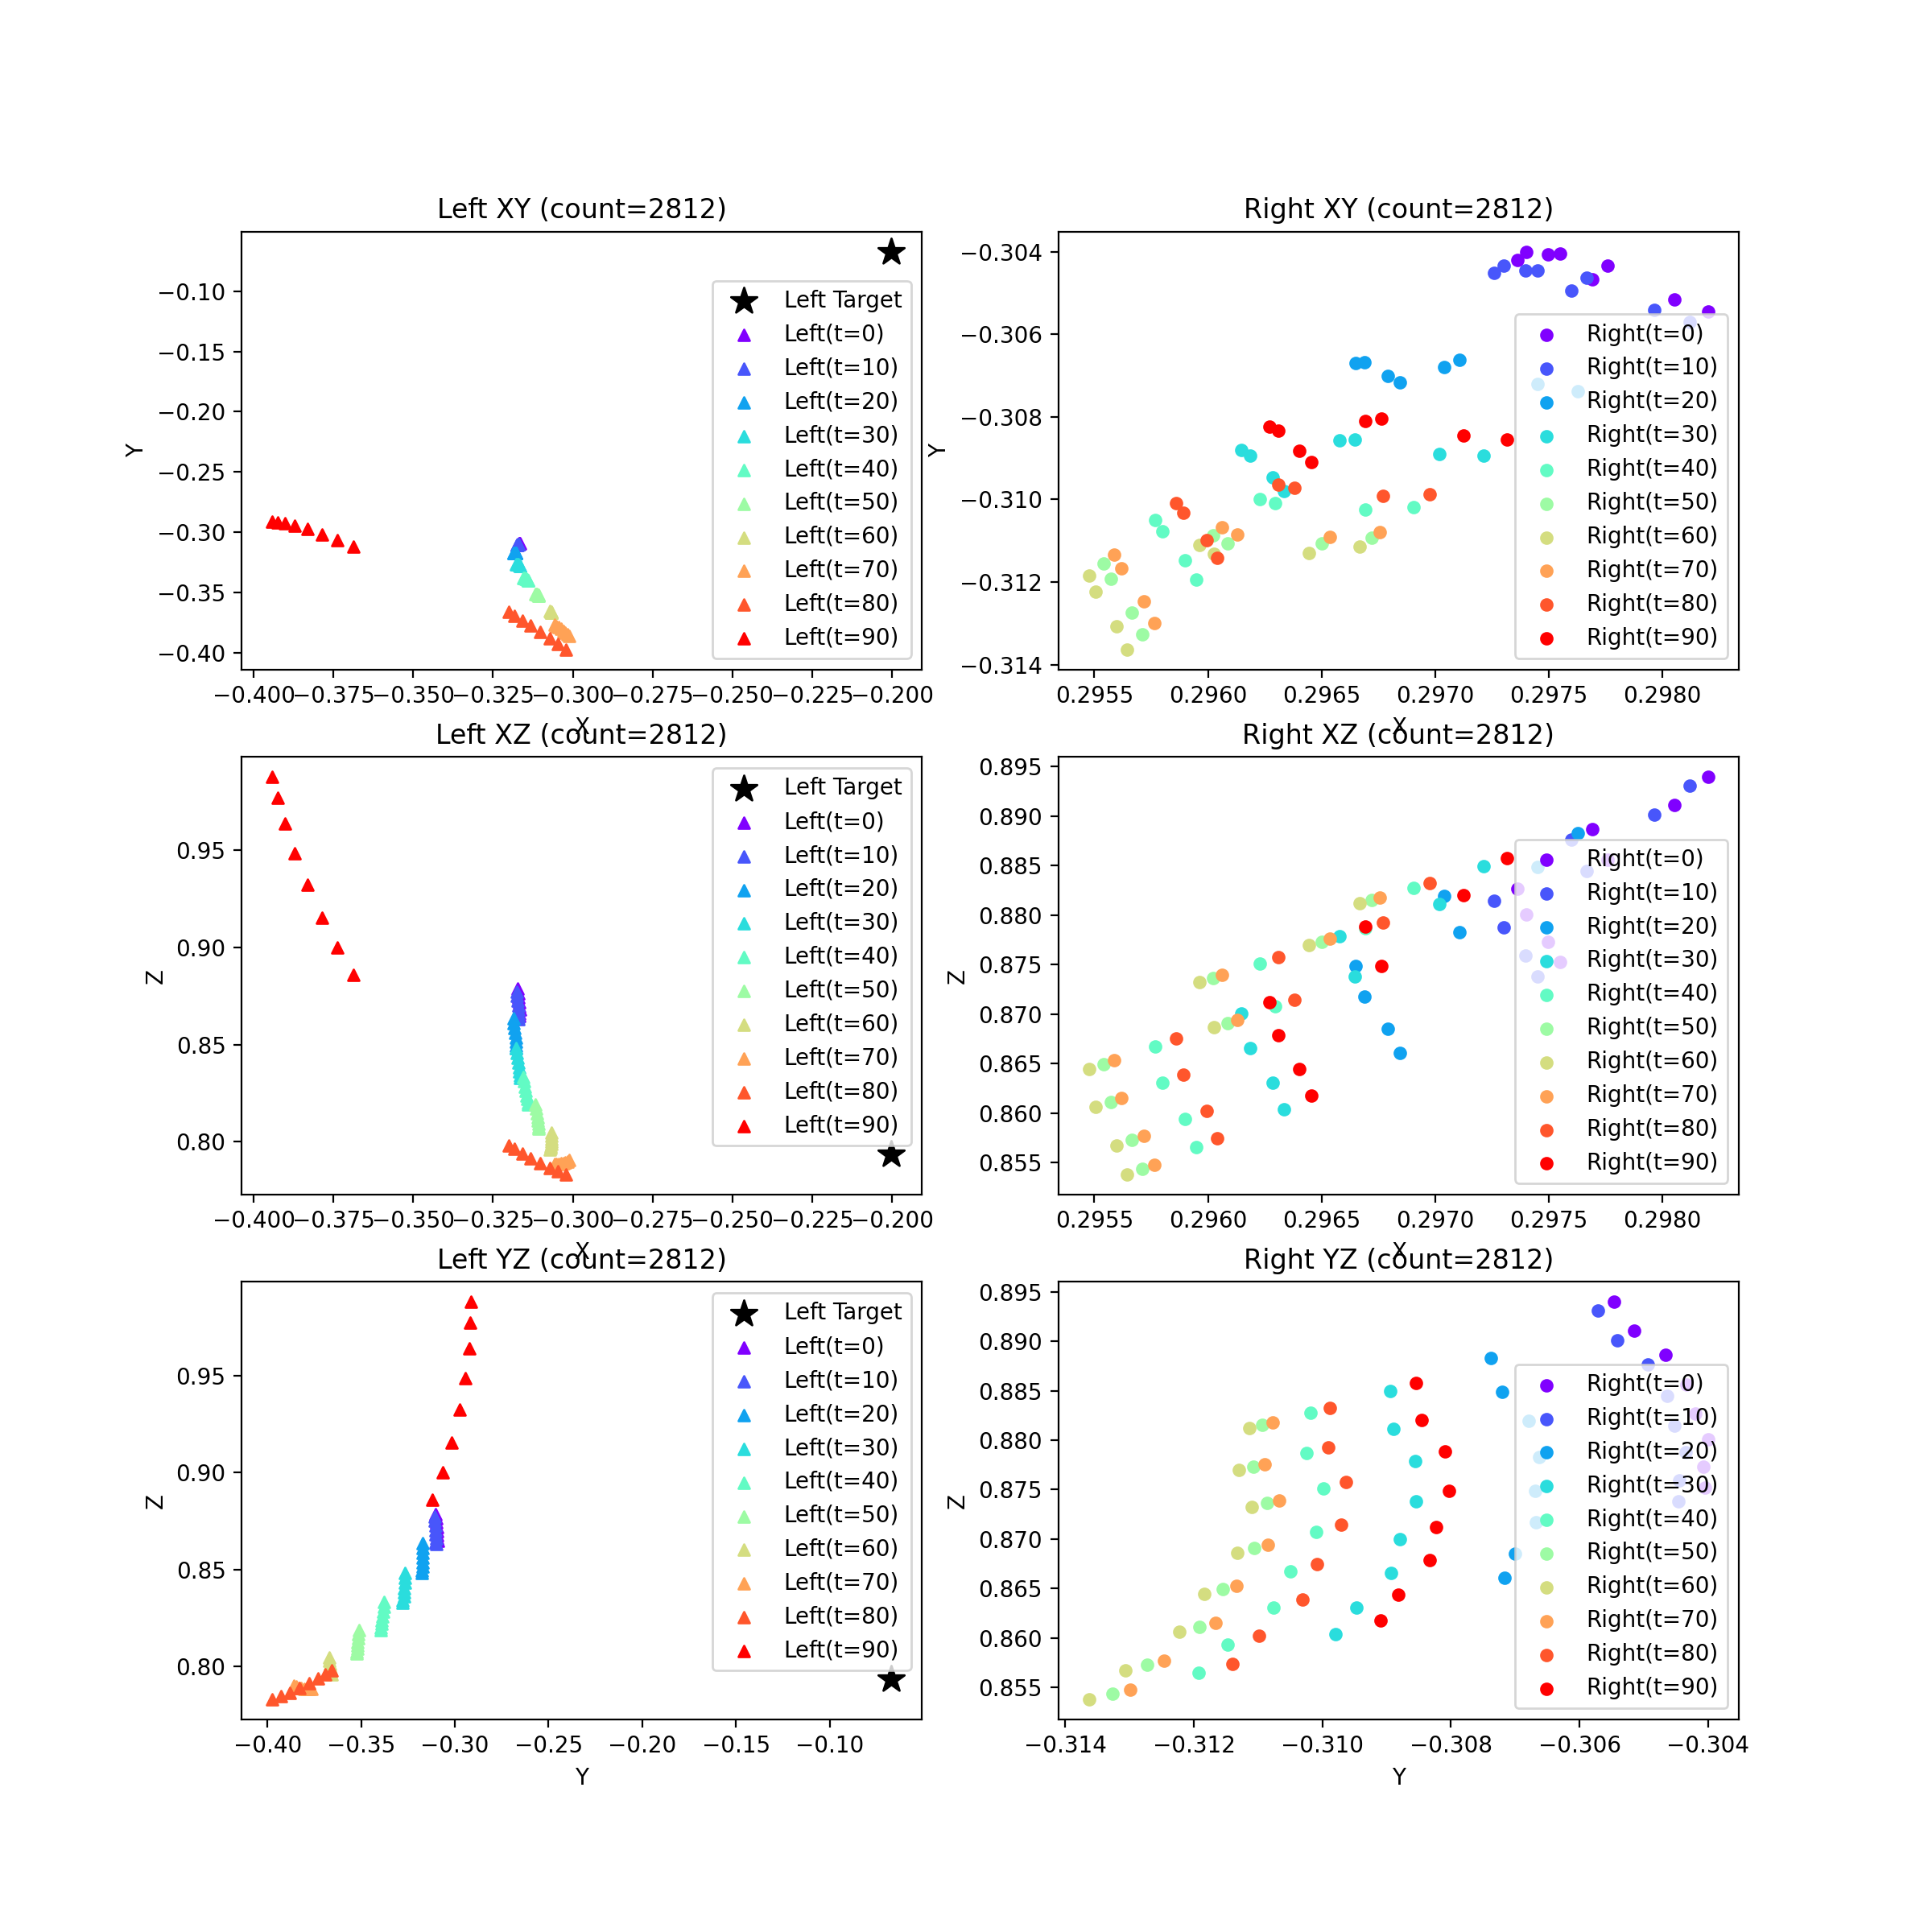 Left XY (count=2812)
Y
−0.10
−0.15
−0.20
−0.25
−0.30
−0.35
−0.40
Left Target
Left(t=0)
Left(t=10)
Left(t=20)
Left(t=30)
Left(t=40)
Left(t=50)
Left(t=60)
Left(t=70)
Left(t=80)
Left(t=90)
−0.400 −0.375 −0.350 −0.325 −0.300 −0.275 −0.250 −0.225 −0.200
X
Right XY (count=2812)
Y
−0.304
−0.306
−0.308
−0.310
−0.312
−0.314
Right(t=0)
Right(t=10)
Right(t=20)
Right(t=30)
Right(t=40)
Right(t=50)
Right(t=60)
Right(t=70)
Right(t=80)
Right(t=90)
0.2955 0.2960 0.2965 0.2970 0.2975 0.2980
X
Left XZ (count=2812)
Z
0.95
0.90
0.85
0.80
Left Target
Left(t=0)
Left(t=10)
Left(t=20)
Left(t=30)
Left(t=40)
Left(t=50)
Left(t=60)
Left(t=70)
Left(t=80)
Left(t=90)
−0.400 −0.375 −0.350 −0.325 −0.300 −0.275 −0.250 −0.225 −0.200
X
Right XZ (count=2812)
Z
0.895
0.890
0.885
0.880
0.875
0.870
0.865
0.860
0.855
Right(t=0)
Right(t=10)
Right(t=20)
Right(t=30)
Right(t=40)
Right(t=50)
Right(t=60)
Right(t=70)
Right(t=80)
Right(t=90)
0.2955 0.2960 0.2965 0.2970 0.2975 0.2980
X
Left YZ (count=2812)
Z
0.95
0.90
0.85
0.80
Left Target
Left(t=0)
Left(t=10)
Left(t=20)
Left(t=30)
Left(t=40)
Left(t=50)
Left(t=60)
Left(t=70)
Left(t=80)
Left(t=90)
−0.40 −0.35 −0.30 −0.25 −0.20 −0.15 −0.10
Y
Right YZ (count=2812)
Z
0.895
0.890
0.885
0.880
0.875
0.870
0.865
0.860
0.855
Right(t=0)
Right(t=10)
Right(t=20)
Right(t=30)
Right(t=40)
Right(t=50)
Right(t=60)
Right(t=70)
Right(t=80)
Right(t=90)
−0.314 −0.312 −0.310 −0.308 −0.306 −0.304
Y